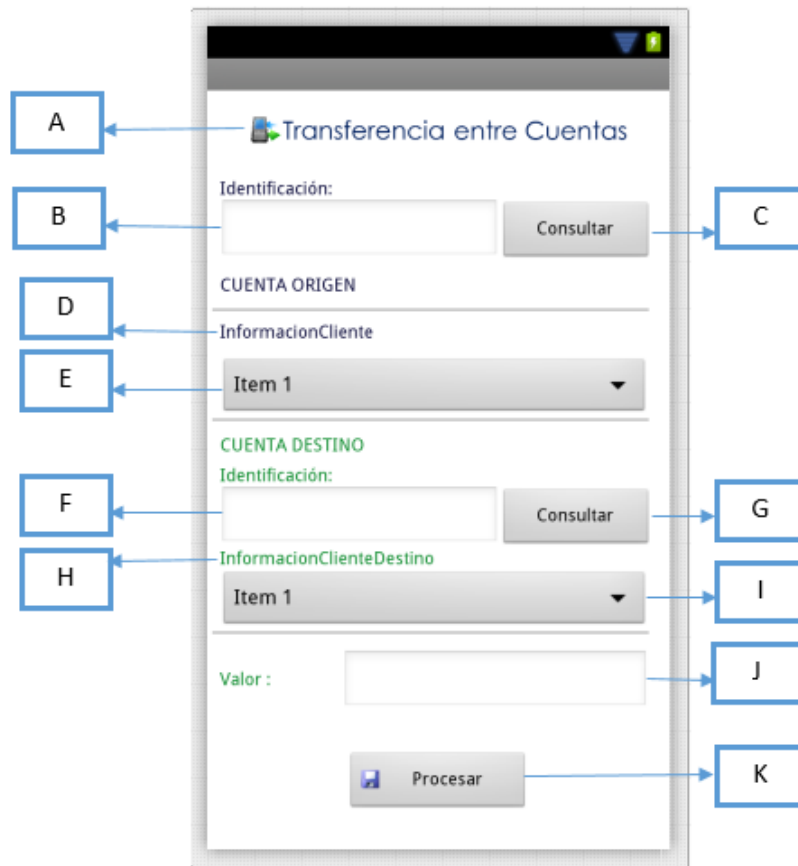 A
Transferencia entre Cuentas
Identificación:
B
Consultar
C
CUENTA ORIGEN
D
InformacionCliente
E
Item 1
CUENTA DESTINO
Identificación:
F
Consultar
G
InformacionClienteDestino
H
Item 1
I
Valor :
J
Procesar
K